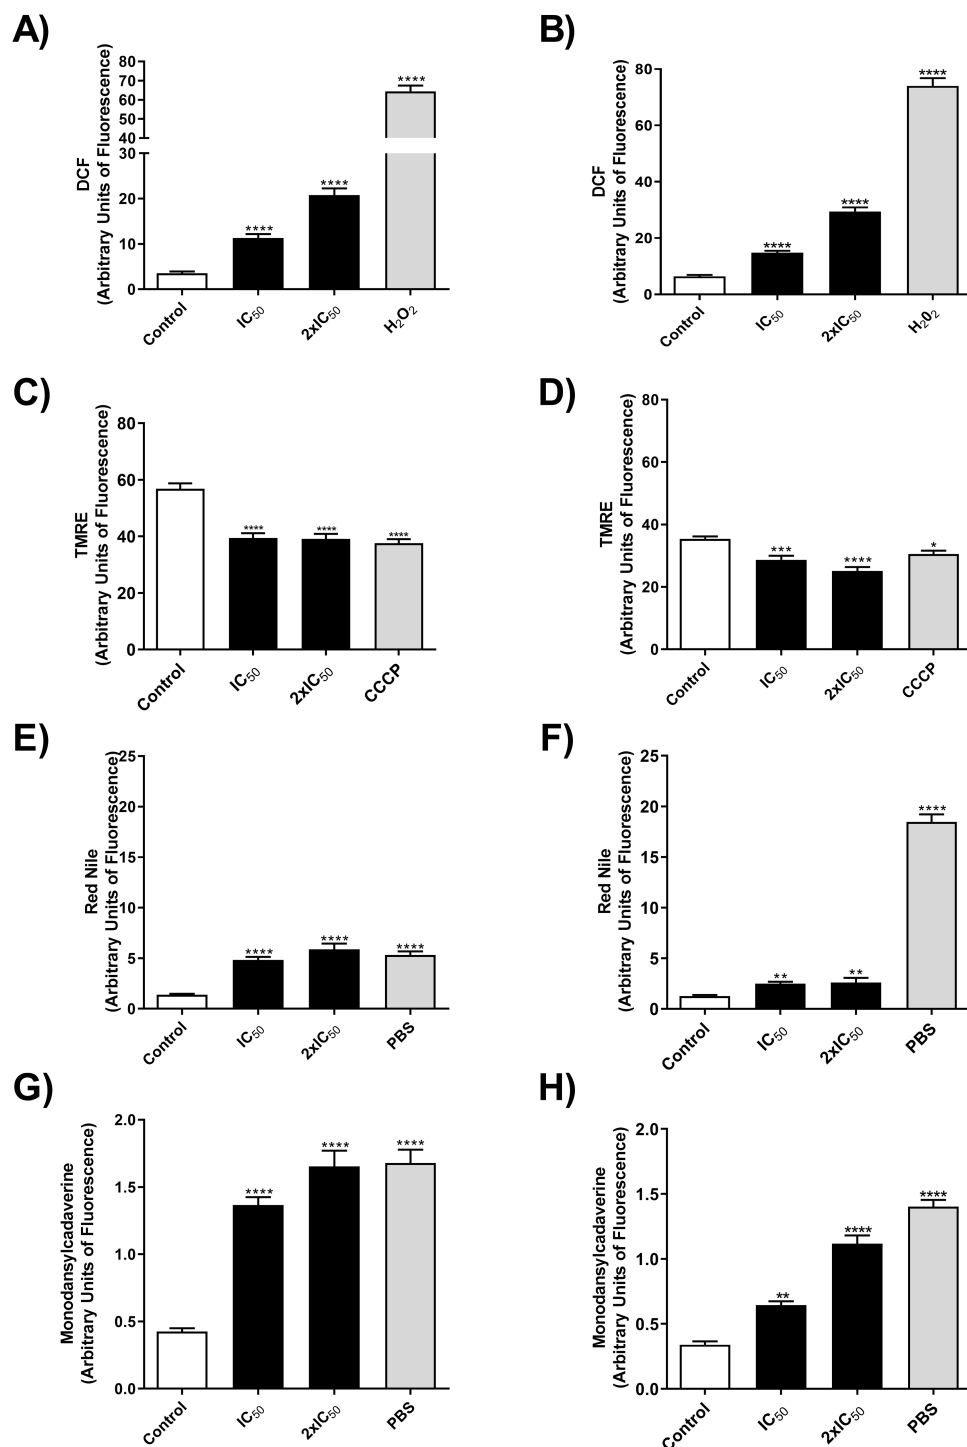 A)
DCF
(Arbitrary Units of Fluorescence)
80
70
60
50
40
30
20
10
0
****
****
****
Control
IC₅₀
2xIC₅₀
H₂O₂
B)
DCF
(Arbitrary Units of Fluorescence)
80
60
40
20
0
****
****
****
Control
IC₅₀
2xIC₅₀
H₂0₂
C)
TMRE
(Arbitrary Units of Fluorescence)
80
60
40
20
0
****
****
****
Control
IC₅₀
2xIC₅₀
CCCP
D)
TMRE
(Arbitrary Units of Fluorescence)
80
60
40
20
0
***
****
*
Control
IC₅₀
2xIC₅₀
CCCP
E)
Red Nile
(Arbitrary Units of Fluorescence)
25
20
15
10
5
0
****
****
****
Control
IC₅₀
2xIC₅₀
PBS
F)
Red Nile
(Arbitrary Units of Fluorescence)
25
20
15
10
5
0
**
**
****
Control
IC₅₀
2xIC₅₀
PBS
G)
Monodansylcadaverine
(Arbitrary Units of Fluorescence)
2.0
1.5
1.0
0.5
0.0
****
****
****
Control
IC₅₀
2xIC₅₀
PBS
H)
Monodansylcadaverine
(Arbitrary Units of Fluorescence)
2.0
1.5
1.0
0.5
0.0
**
****
****
Control
IC₅₀
2xIC₅₀
PBS